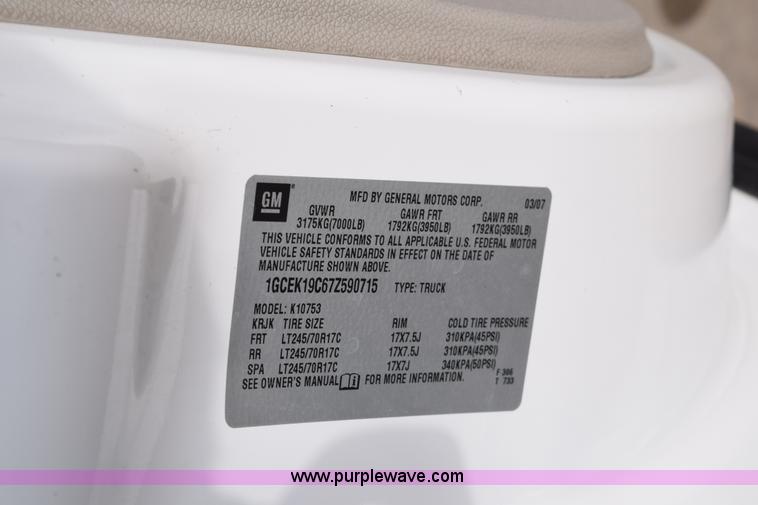 GM
MFD BY GENERAL MOTORS CORP. 03/07
GVWR GAWR FRT GAWR RR
3175KG(7000LB) 1792KG(3950LB) 1792KG(3950LB)
THIS VEHICLE CONFORMS TO ALL APPLICABLE U.S. FEDERAL MOTOR
VEHICLE SAFETY STANDARDS IN EFFECT ON THE DATE OF
MANUFACTURE SHOWN ABOVE.
1GCEK19C67Z590715 TYPE: TRUCK
MODEL: K10753
KRJK TIRE SIZE RIM COLD TIRE PRESSURE
FRT LT245/70R17C 17X7.5J 310KPA(45PSI)
RR LT245/70R17C 17X7.5J 310KPA(45PSI)
SPA LT245/70R17C 17X7J 340KPA(50PSI)
SEE OWNER'S MANUAL FOR MORE INFORMATION.
F 306
T 733
www.purplewave.com